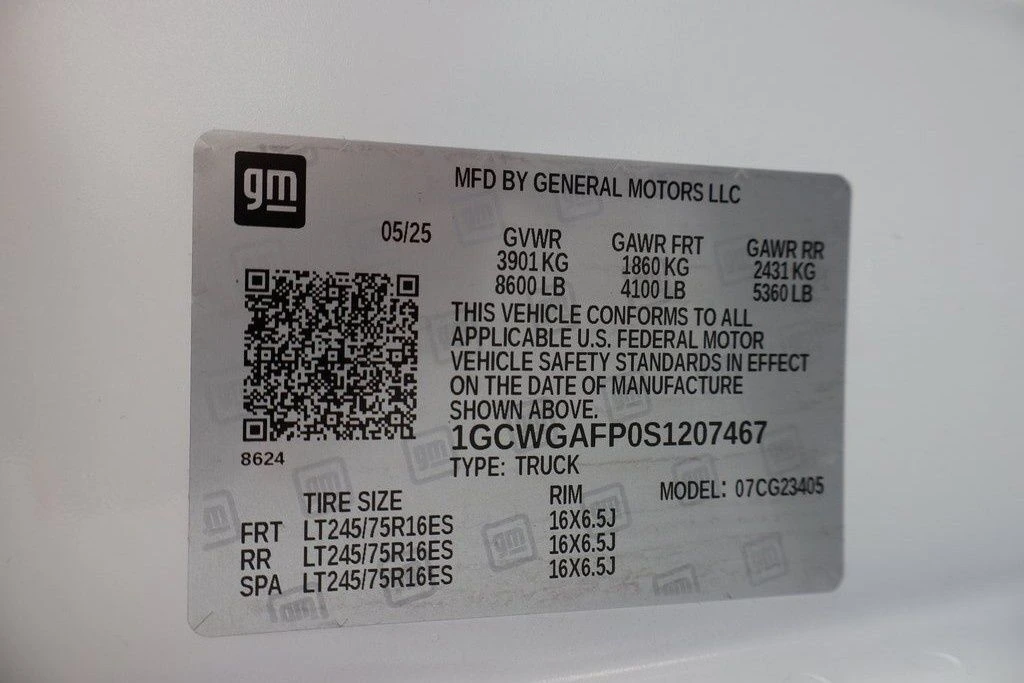 gm
MFD BY GENERAL MOTORS LLC
05/25
GVWR GAWR FRT GAWR RR
3901 KG 1860 KG 2431 KG
8600 LB 4100 LB 5360 LB
THIS VEHICLE CONFORMS TO ALL
APPLICABLE U.S. FEDERAL MOTOR
VEHICLE SAFETY STANDARDS IN EFFECT
ON THE DATE OF MANUFACTURE
SHOWN ABOVE.
1GCWGAFP0S1207467
8624
TYPE: TRUCK
TIRE SIZE RIM MODEL: 07CG23405
FRT LT245/75R16ES 16X6.5J
RR LT245/75R16ES 16X6.5J
SPA LT245/75R16ES 16X6.5J